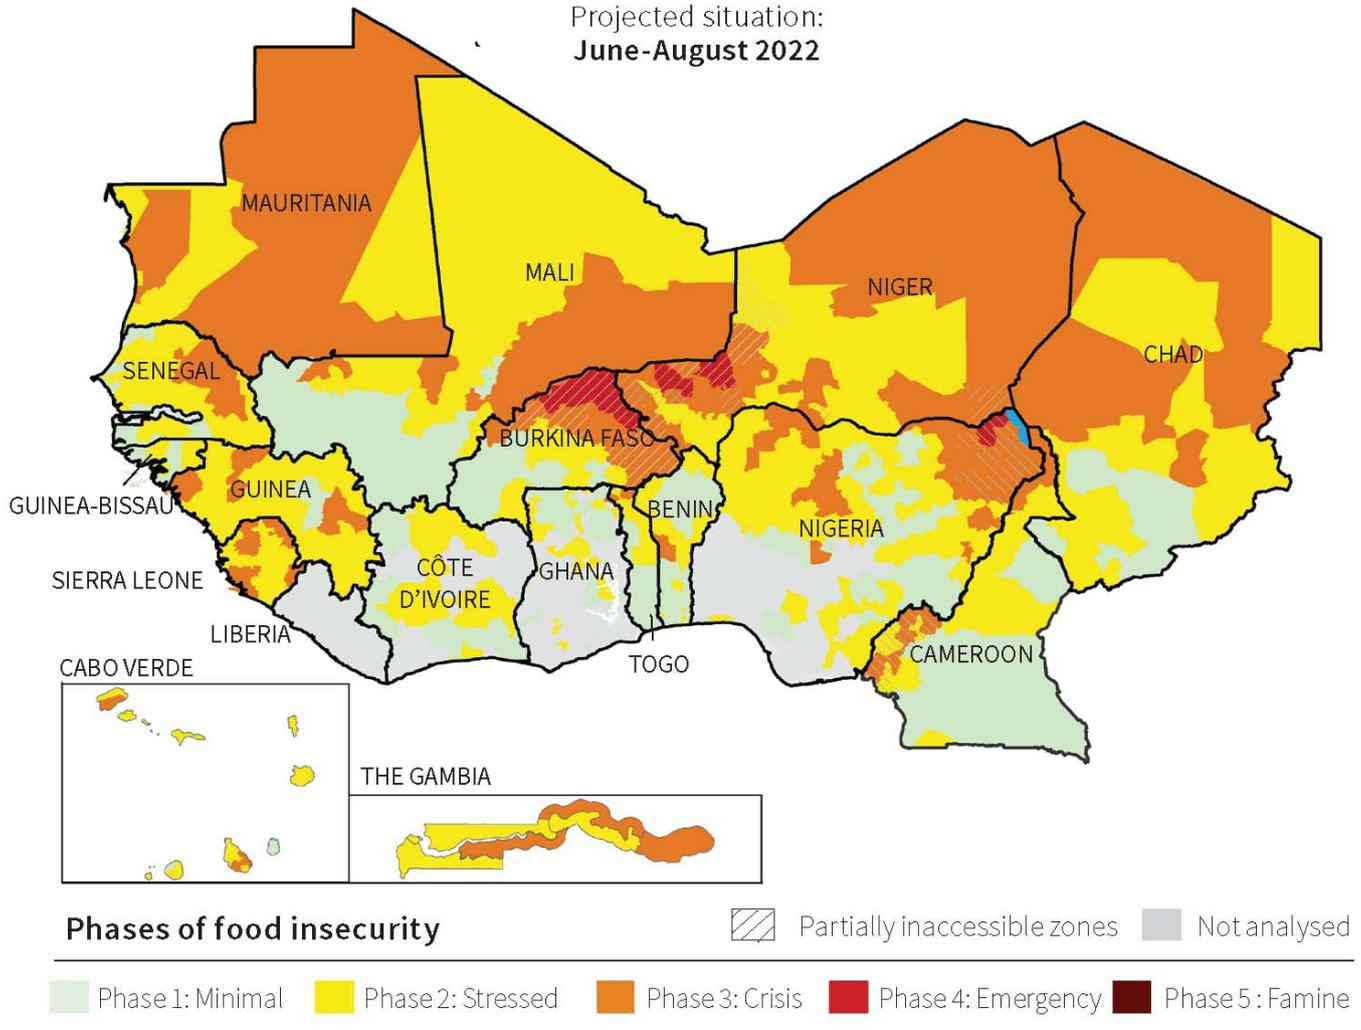 Projected situation:
June-August 2022
MAURITANIA
MALI
NIGER
CHAD
SENEGAL
BURKINA FASO
GUINEA
GUINEA-BISSAU
BENIN
NIGERIA
CÔTE
D'IVOIRE
GHANA
SIERRA LEONE
LIBERIA
TOGO
CAMEROON
CABO VERDE
THE GAMBIA
Phases of food insecurity
Partially inaccessible zones
Not analysed
Phase 1: Minimal
Phase 2: Stressed
Phase 3: Crisis
Phase 4: Emergency
Phase 5 : Famine